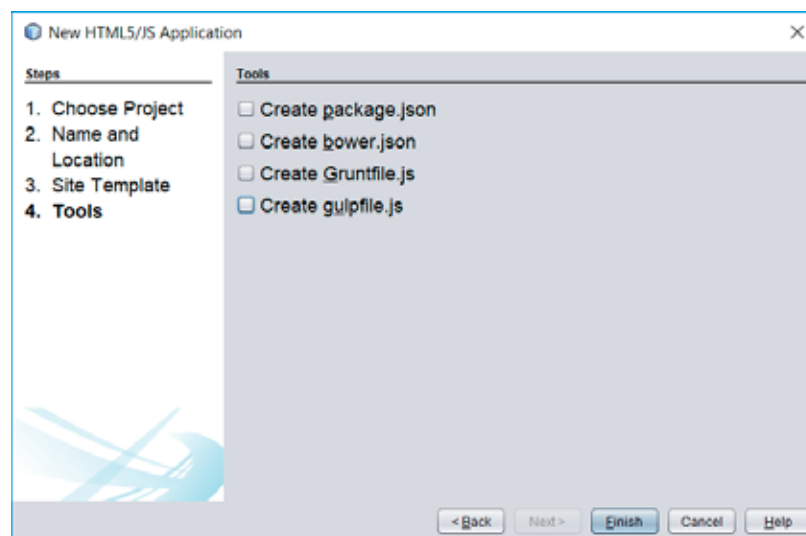 New HTML5/JS Application
Steps
1. Choose Project
2. Name and
Location
3. Site Template
4. Tools
Tools
Create package.json
Create bower.json
Create Gruntfile.js
Create gulpfile.js
< Back
Next >
Finish
Cancel
Help